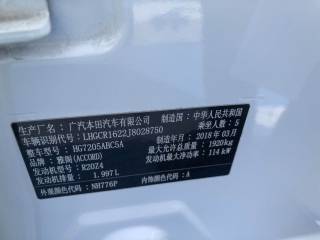 生产厂名：广汽本田汽车有限公司 制造国：中华人民共和国
车辆识别代号：LHGCR1622J8028750 乘坐人数：5
整车型号：HG7205ABC5A 制造年月：2018年03月
品牌：雅阁(ACCORD) 最大允许总质量：1920kg
发动机型号：R20Z4 发动机最大净功率：114kW
发动机排量：1.997L
外观颜色代码：NH776P 内饰颜色代码：A